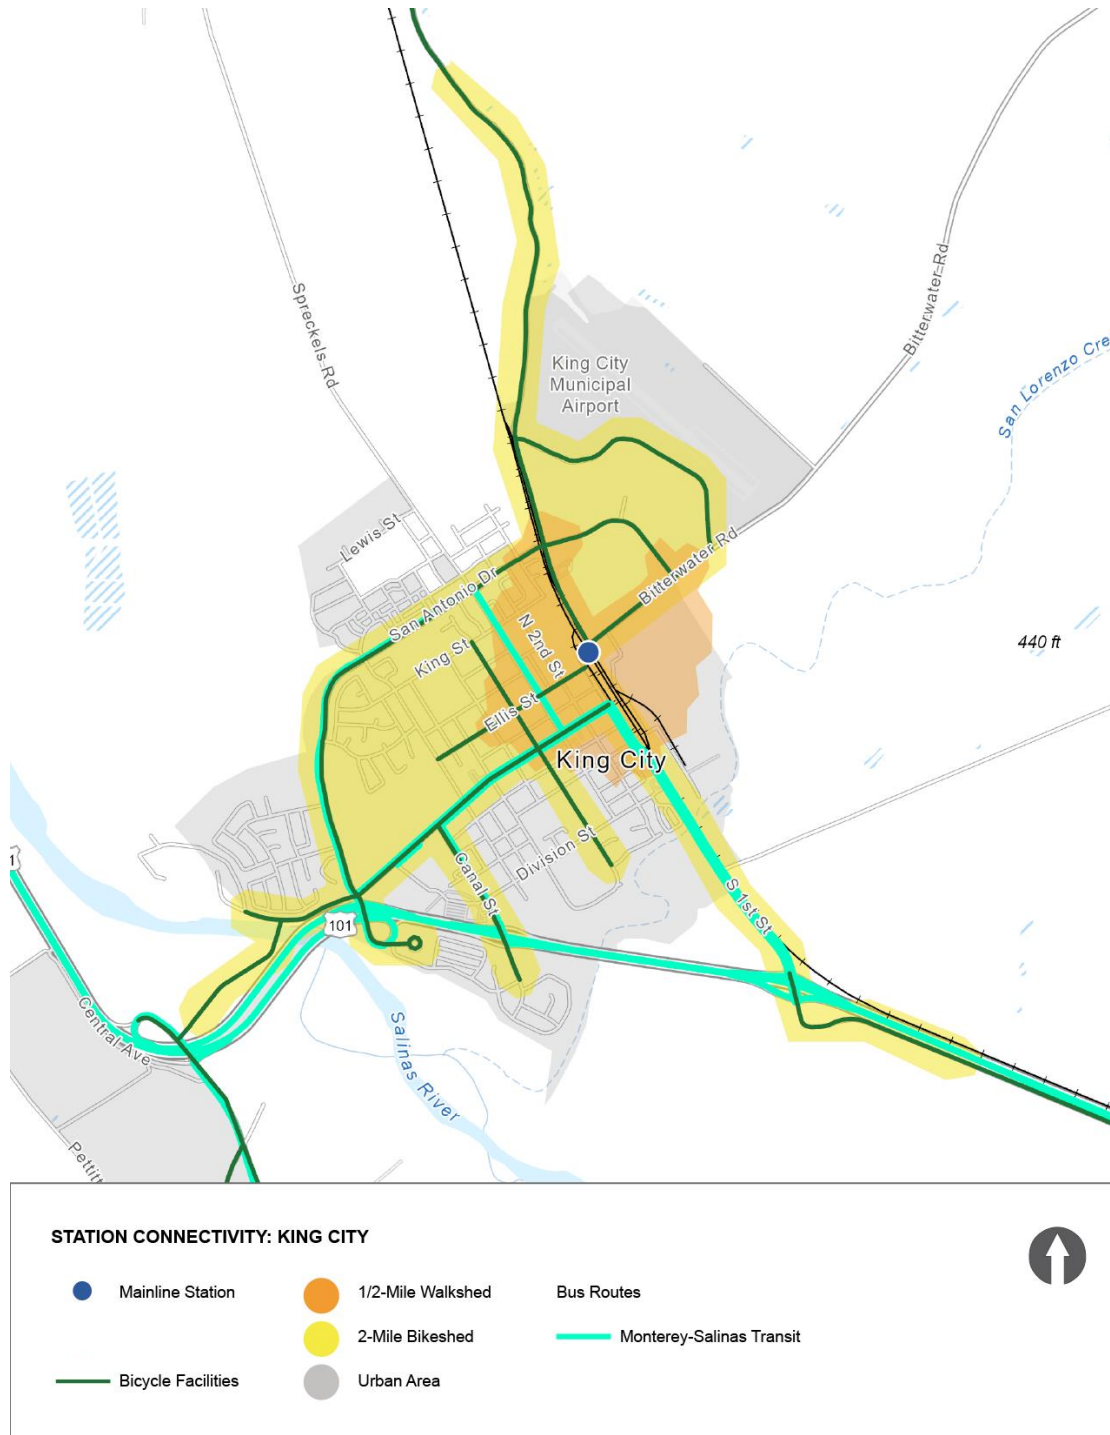 Spreckels Rd
Bitterwater Rd
King City
Municipal
Airport
San Lorenzo Cre
Lewis St
San Antonio Dr
Bitterwater Rd
N 2nd St
King St
440 ft
Ellis St
King City
Division St
Canal St
S 1st St
1
101
Central Ave
Salinas River
Pettitt
STATION CONNECTIVITY: KING CITY
Mainline Station
1/2-Mile Walkshed
Bus Routes
2-Mile Bikeshed
Monterey-Salinas Transit
Bicycle Facilities
Urban Area